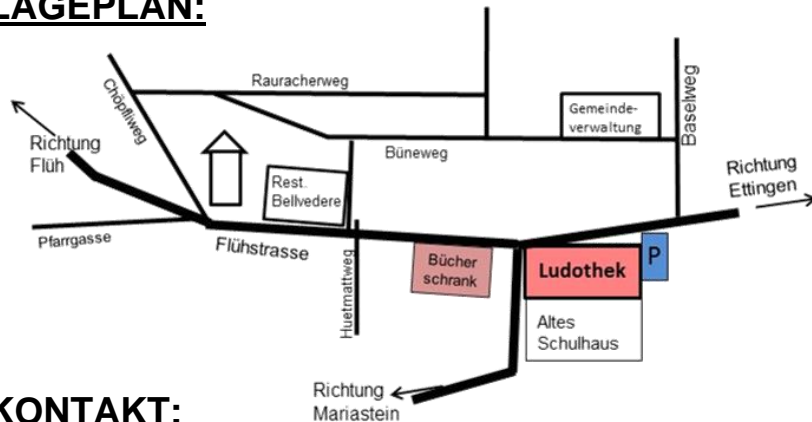 LAGEPLAN:
Rauracherweg
Chöpfliweg
Gemeinde-
verwaltung
Baselweg
Richtung
Flüh
Büneweg
Richtung
Ettingen
Rest.
Bellvedere
Pfarrgasse
Flühstrasse
Huetmattweg
Bücher
schrank
Ludothek
P
Altes
Schulhaus
Richtung
Mariastein
KONTAKT: